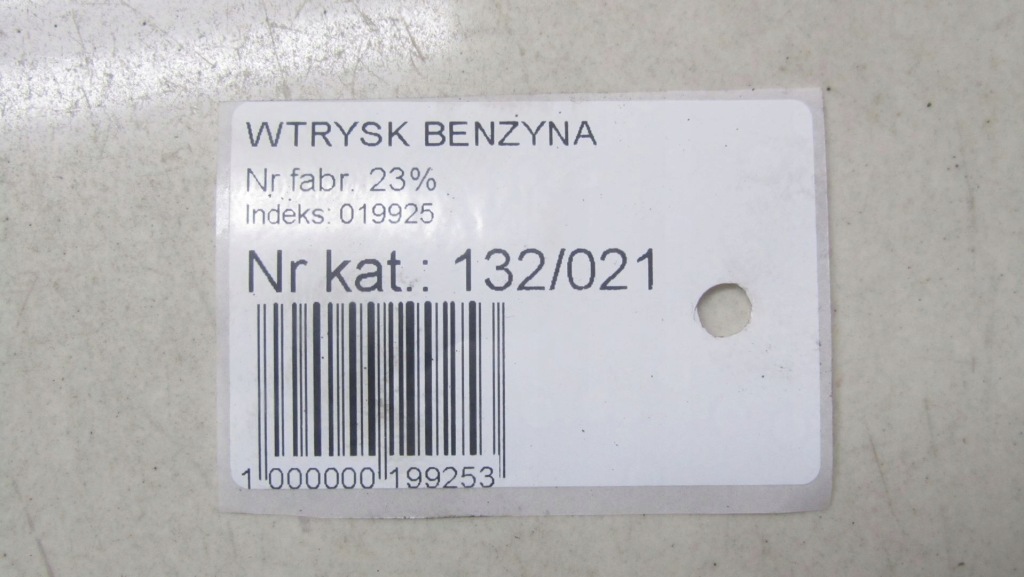 WTRYSK BENZYNA
Nr fabr. 23%
Indeks: 019925
Nr kat.: 132/021
1 000000 199253